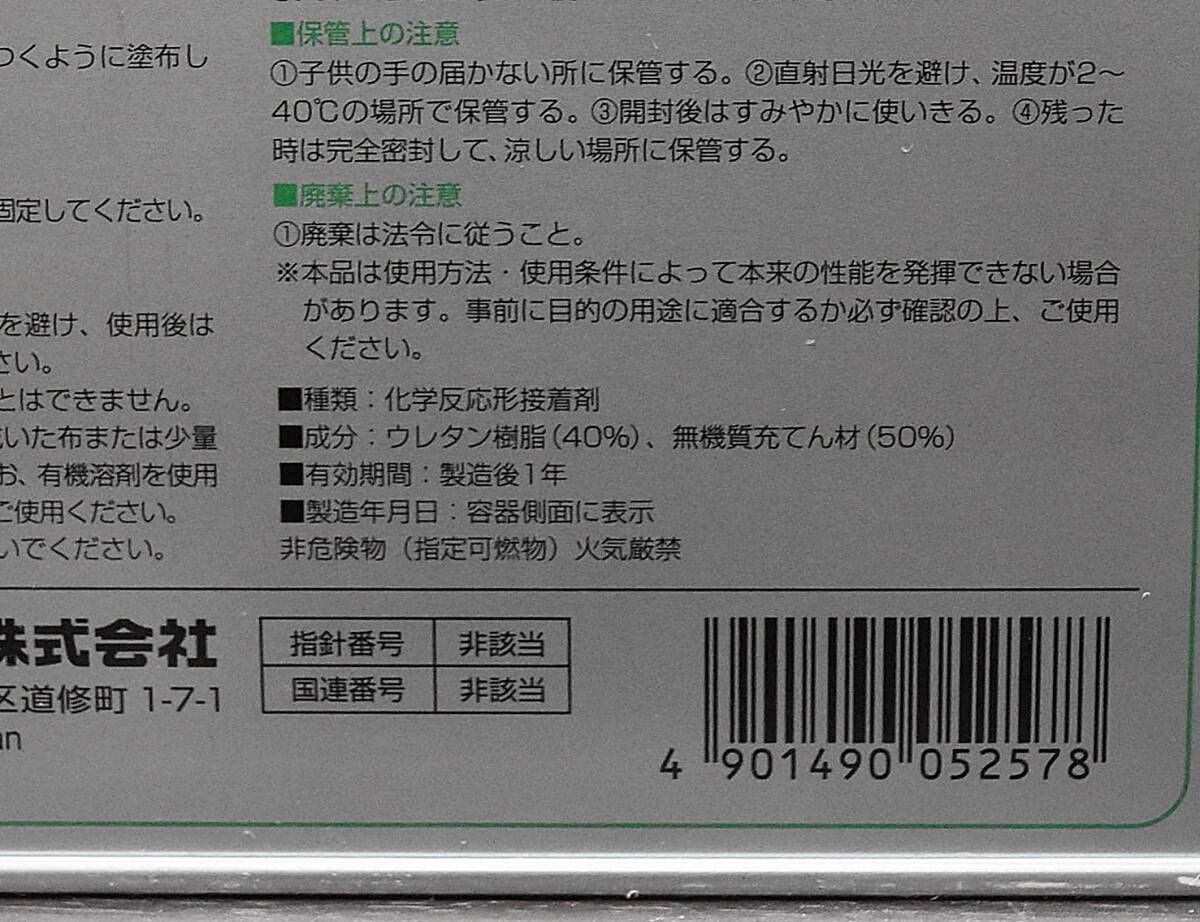 つくように塗布し
固定してください。
を避け、使用後は
さい。
とはできません。
いた布または少量
お、有機溶剤を使用
ご使用ください。
いでください。
■保管上の注意
①子供の手の届かない所に保管する。②直射日光を避け、温度が2～
40℃の場所で保管する。③開封後はすみやかに使いきる。④残った
時は完全密封して、涼しい場所に保管する。
■廃棄上の注意
①廃棄は法令に従うこと。
※本品は使用方法・使用条件によって本来の性能を発揮できない場合
があります。事前に目的の用途に適合するか必ず確認の上、ご使用
ください。
■種類：化学反応形接着剤
■成分：ウレタン樹脂（40%）、無機質充てん材（50%）
■有効期間：製造後1年
■製造年月日：容器側面に表示
非危険物（指定可燃物）火気厳禁
株式会社
区道修町 1-7-1
an
指針番号 非該当
国連番号 非該当
4 901490 052578